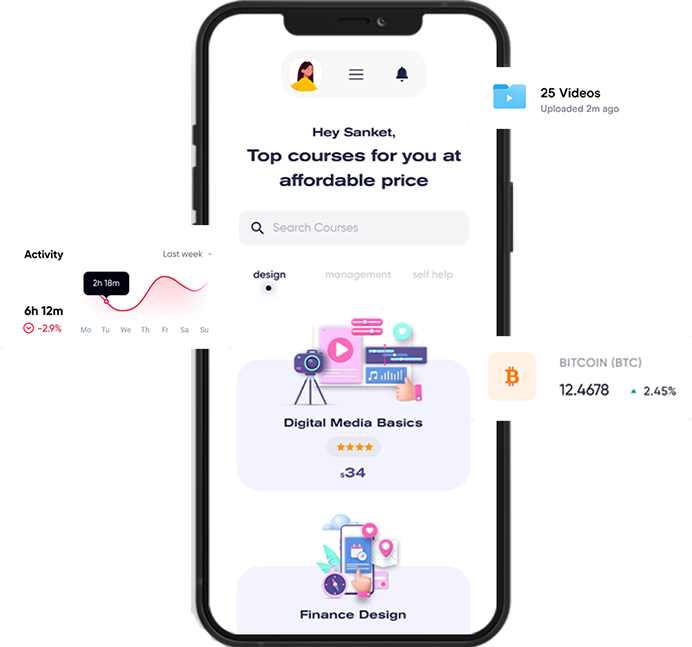 25 Videos
Uploaded 2m ago
Hey Sanket,
Top courses for you at
affordable price
Search Courses
Activity
Last week
2h 18m
6h 12m
-2.9%
Mo Tu We Th Fr Sa Su
design management self help
BITCOIN (BTC)
12.4678 2.45%
Digital Media Basics
$34
Finance Design